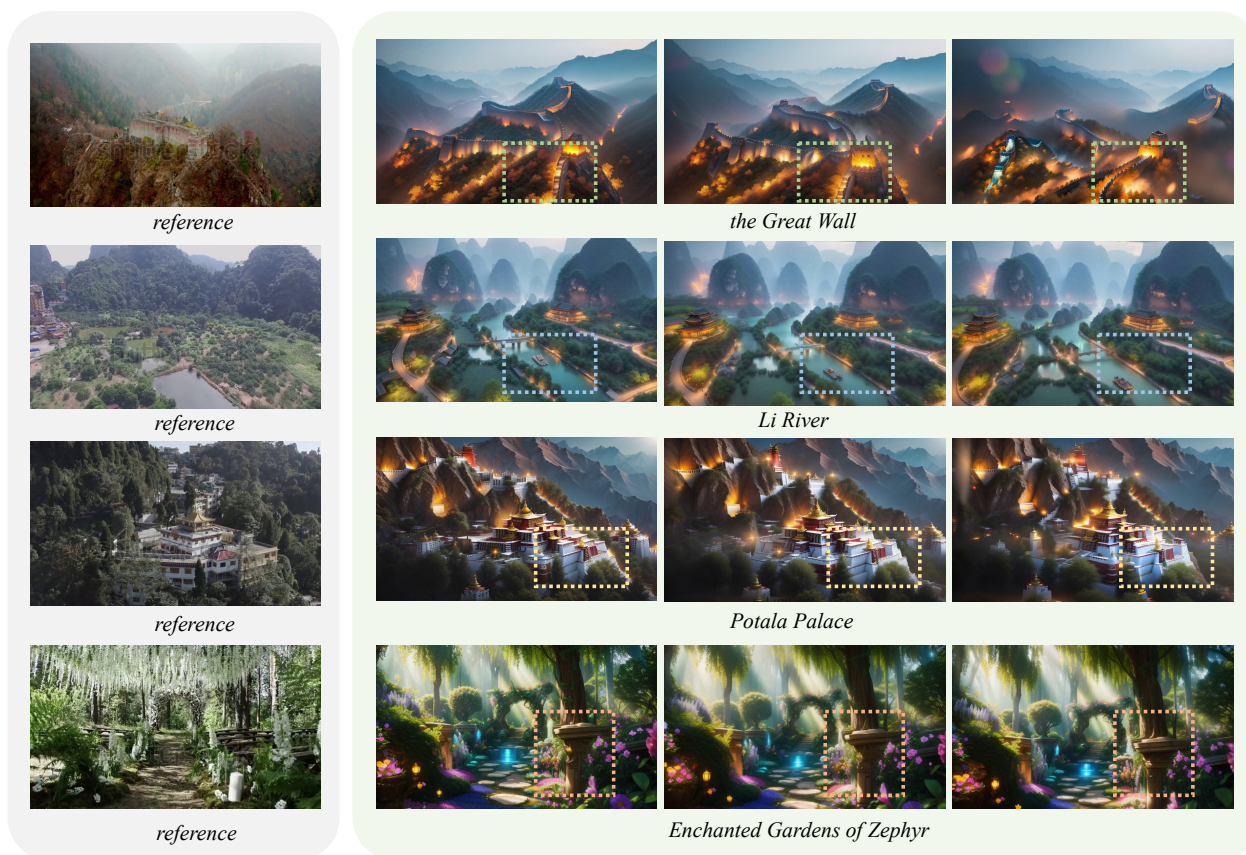 reference
the Great Wall
reference
Li River
reference
Potala Palace
reference
Enchanted Gardens of Zephyr